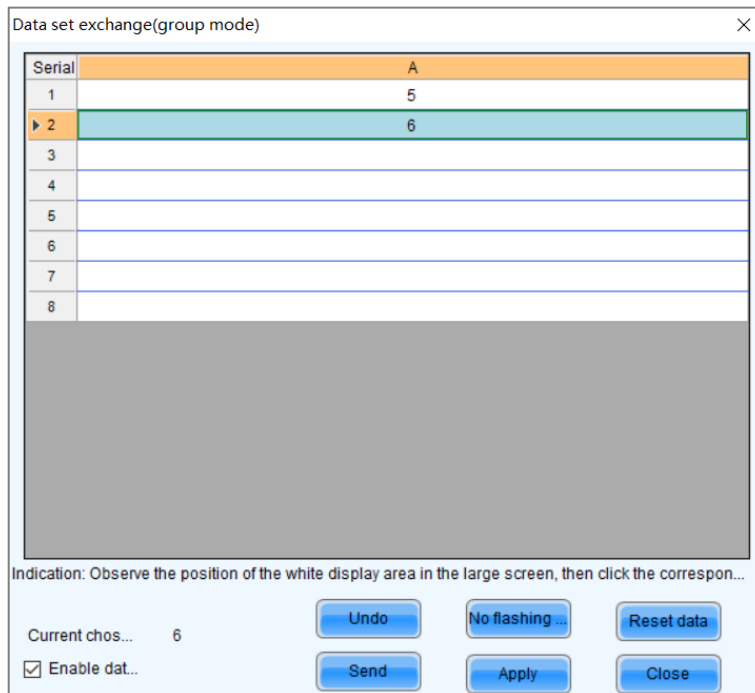 Data set exchange(group mode)
Serial A
1 5
2 6
3
4
5
6
7
8
Indication: Observe the position of the white display area in the large screen, then click the correspon...
Undo No flashing ... Reset data
Current chos... 6
Enable dat... Send Apply Close